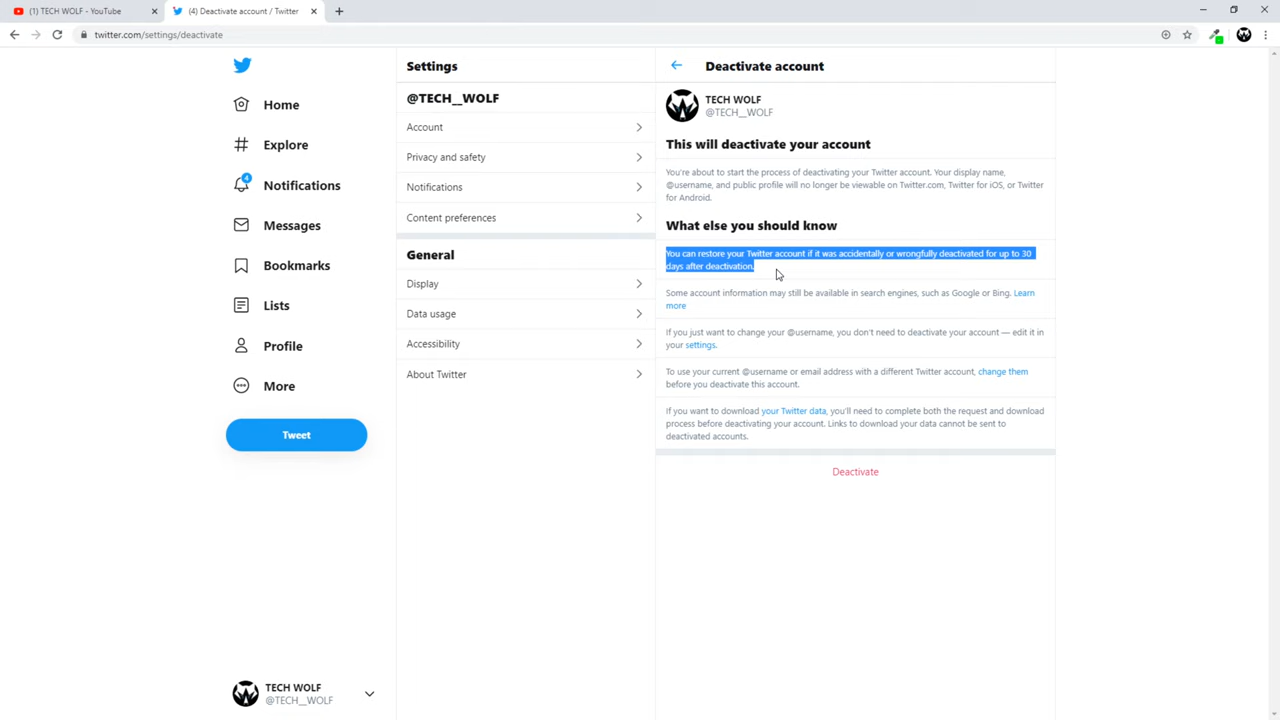 (1) TECH WOLF - YouTube
(4) Deactivate account / Twitter
twitter.com/settings/deactivate
Home
Explore
4
Notifications
Messages
Bookmarks
Lists
Profile
More
Tweet
TECH WOLF
@TECH__WOLF
Settings
@TECH__WOLF
Account
Privacy and safety
Notifications
Content preferences
General
Display
Data usage
Accessibility
About Twitter
Deactivate account
TECH WOLF
@TECH__WOLF
This will deactivate your account
You're about to start the process of deactivating your Twitter account. Your display name,
@username, and public profile will no longer be viewable on Twitter.com, Twitter for iOS, or Twitter
for Android.
What else you should know
You can restore your Twitter account if it was accidentally or wrongfully deactivated for up to 30
days after deactivation.
Some account information may still be available in search engines, such as Google or Bing. Learn
more
If you just want to change your @username, you don't need to deactivate your account — edit it in
your settings.
To use your current @username or email address with a different Twitter account, change them
before you deactivate this account.
If you want to download your Twitter data, you'll need to complete both the request and download
process before deactivating your account. Links to download your data cannot be sent to
deactivated accounts.
Deactivate